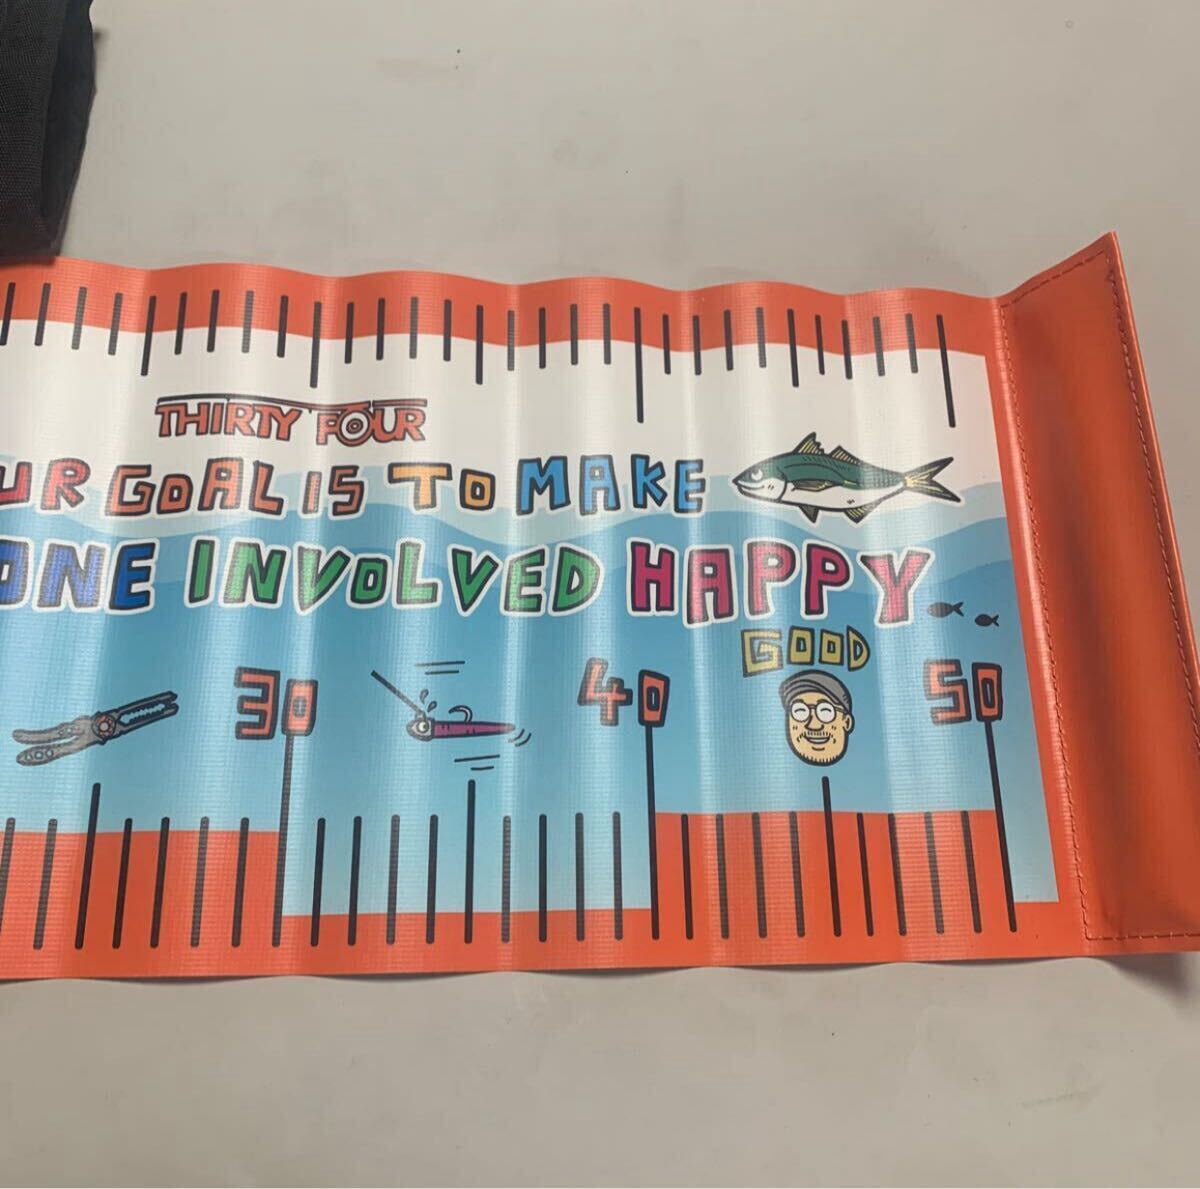 THIRTY FOUR
UR GOAL IS TO MAKE
ONE INVOLVED HAPPY
GOOD
30 40 50